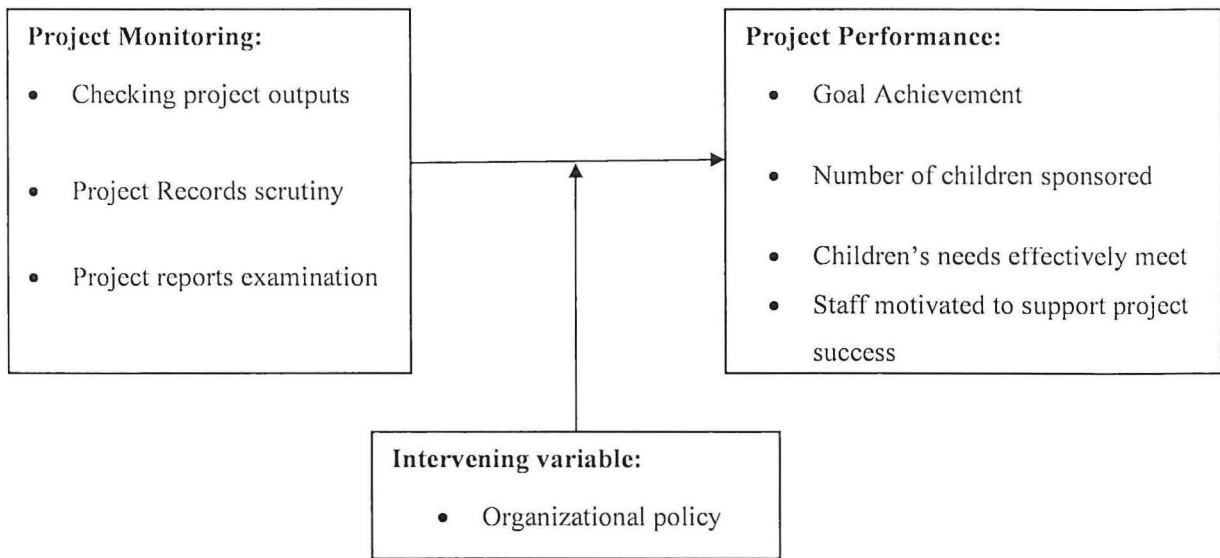 Project Monitoring:
• Checking project outputs
• Project Records scrutiny
• Project reports examination
Project Performance:
• Goal Achievement
• Number of children sponsored
• Children's needs effectively meet
• Staff motivated to support project
success
Intervening variable:
• Organizational policy